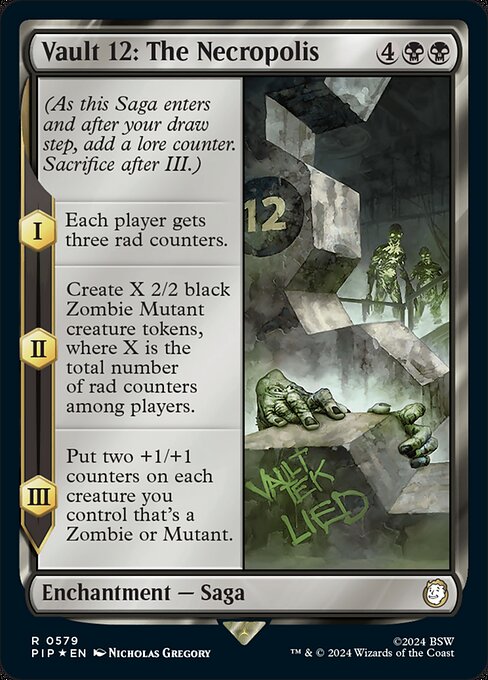 Vault 12: The Necropolis 4
(As this Saga enters
and after your draw
step, add a lore counter.
Sacrifice after III.)
I
Each player gets
three rad counters.
II
Create X 2/2 black
Zombie Mutant
creature tokens,
where X is the
total number
of rad counters
among players.
III
Put two +1/+1
counters on each
creature you
control that's a
Zombie or Mutant.
12
VAULT
TEK
LIED
Enchantment — Saga
R 0579
PIP★EN Nicholas Gregory
©2024 BSW
™ & © 2024 Wizards of the Coast